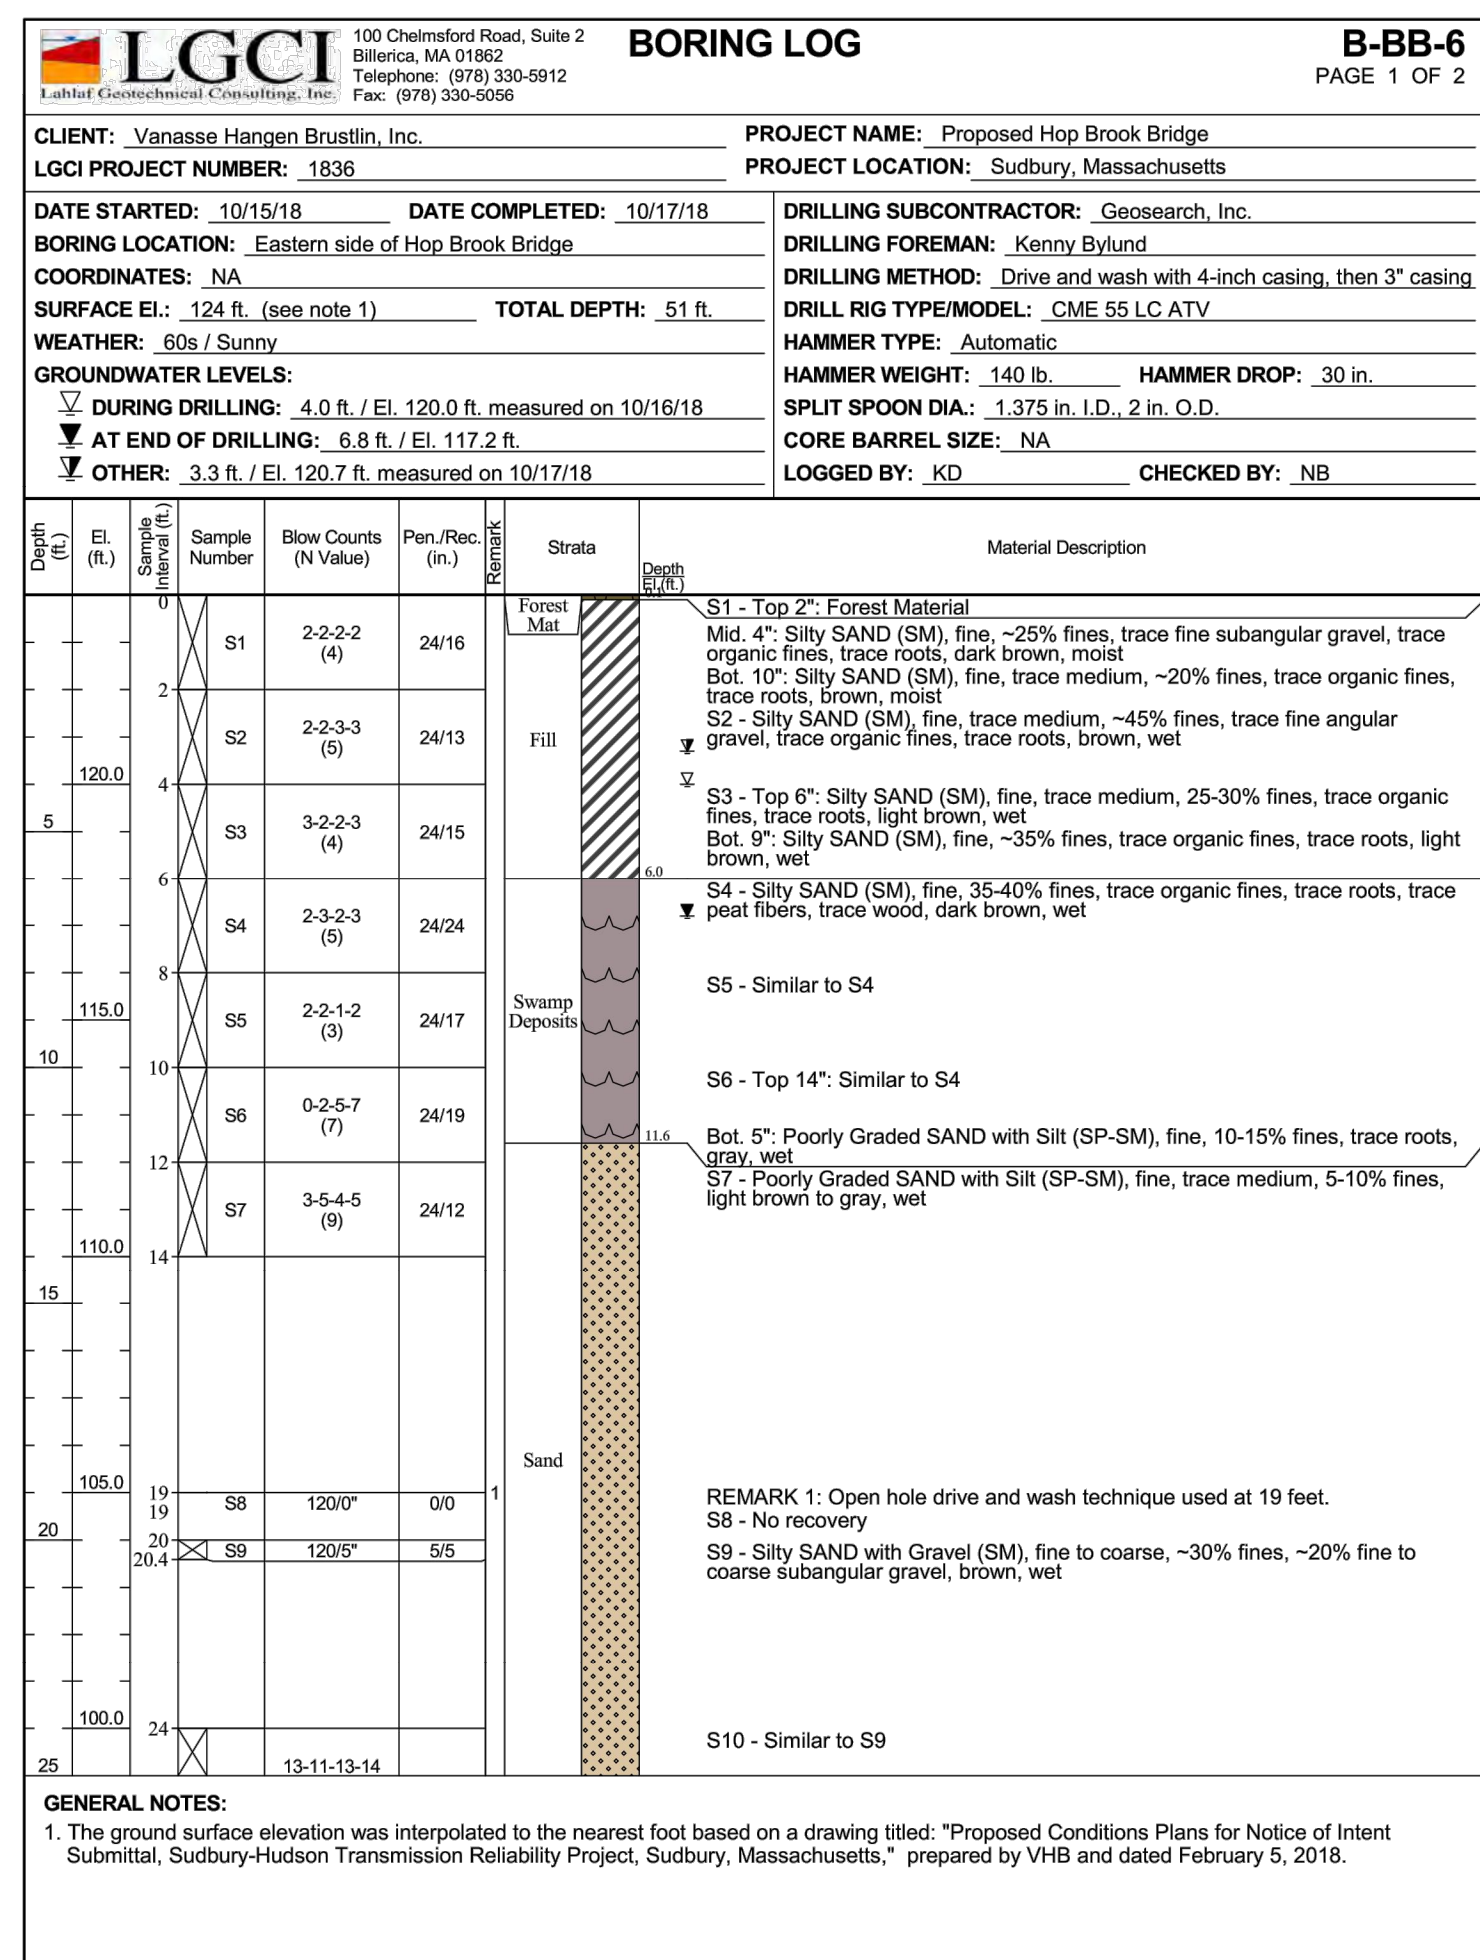 LGCI
Lahlaf Geotechnical Consulting, Inc.
100 Chelmsford Road, Suite 2
Billerica, MA 01862
Telephone: (978) 330-5912
Fax: (978) 330-5056
BORING LOG
B-BB-6
PAGE 1 OF 2
CLIENT: Vanasse Hangen Brustlin, Inc.
PROJECT NAME: Proposed Hop Brook Bridge
LGCI PROJECT NUMBER: 1836
PROJECT LOCATION: Sudbury, Massachusetts
DATE STARTED: 10/15/18 DATE COMPLETED: 10/17/18
BORING LOCATION: Eastern side of Hop Brook Bridge
COORDINATES: NA
SURFACE El.: 124 ft. (see note 1) TOTAL DEPTH: 51 ft.
WEATHER: 60s / Sunny
GROUNDWATER LEVELS:
DURING DRILLING: 4.0 ft. / El. 120.0 ft. measured on 10/16/18
AT END OF DRILLING: 6.8 ft. / El. 117.2 ft.
OTHER: 3.3 ft. / El. 120.7 ft. measured on 10/17/18
DRILLING SUBCONTRACTOR: Geosearch, Inc.
DRILLING FOREMAN: Kenny Bylund
DRILLING METHOD: Drive and wash with 4-inch casing, then 3" casing
DRILL RIG TYPE/MODEL: CME 55 LC ATV
HAMMER TYPE: Automatic
HAMMER WEIGHT: 140 lb. HAMMER DROP: 30 in.
SPLIT SPOON DIA.: 1.375 in. I.D., 2 in. O.D.
CORE BARREL SIZE: NA
LOGGED BY: KD CHECKED BY: NB
Depth (ft.)
El. (ft.)
Sample Interval (ft.)
Sample Number
Blow Counts (N Value)
Pen./Rec. (in.)
Remark
Strata
Depth
El.(ft.)
Material Description
0
Forest
Mat
0.1
S1 - Top 2": Forest Material
S1
2-2-2-2
(4)
24/16
Mid. 4": Silty SAND (SM), fine, ~25% fines, trace fine subangular gravel, trace
organic fines, trace roots, dark brown, moist
Bot. 10": Silty SAND (SM), fine, trace medium, ~20% fines, trace organic fines,
trace roots, brown, moist
2
S2
2-2-3-3
(5)
24/13
Fill
S2 - Silty SAND (SM), fine, trace medium, ~45% fines, trace fine angular
gravel, trace organic fines, trace roots, brown, wet
120.0
4
5
S3
3-2-2-3
(4)
24/15
S3 - Top 6": Silty SAND (SM), fine, trace medium, 25-30% fines, trace organic
fines, trace roots, light brown, wet
Bot. 9": Silty SAND (SM), fine, ~35% fines, trace organic fines, trace roots, light
brown, wet
6
6.0
S4
2-3-2-3
(5)
24/24
S4 - Silty SAND (SM), fine, 35-40% fines, trace organic fines, trace roots, trace
peat fibers, trace wood, dark brown, wet
8
115.0
S5
2-2-1-2
(3)
24/17
Swamp
Deposits
S5 - Similar to S4
10
10
S6
0-2-5-7
(7)
24/19
S6 - Top 14": Similar to S4
11.6
Bot. 5": Poorly Graded SAND with Silt (SP-SM), fine, 10-15% fines, trace roots,
gray, wet
12
S7
3-5-4-5
(9)
24/12
S7 - Poorly Graded SAND with Silt (SP-SM), fine, trace medium, 5-10% fines,
light brown to gray, wet
110.0
14
15
Sand
105.0
19
19
S8
120/0"
0/0
1
REMARK 1: Open hole drive and wash technique used at 19 feet.
S8 - No recovery
20
20
20.4
S9
120/5"
5/5
S9 - Silty SAND with Gravel (SM), fine to coarse, ~30% fines, ~20% fine to
coarse subangular gravel, brown, wet
100.0
24
S10 - Similar to S9
25
13-11-13-14
GENERAL NOTES:
1. The ground surface elevation was interpolated to the nearest foot based on a drawing titled: "Proposed Conditions Plans for Notice of Intent
Submittal, Sudbury-Hudson Transmission Reliability Project, Sudbury, Massachusetts," prepared by VHB and dated February 5, 2018.